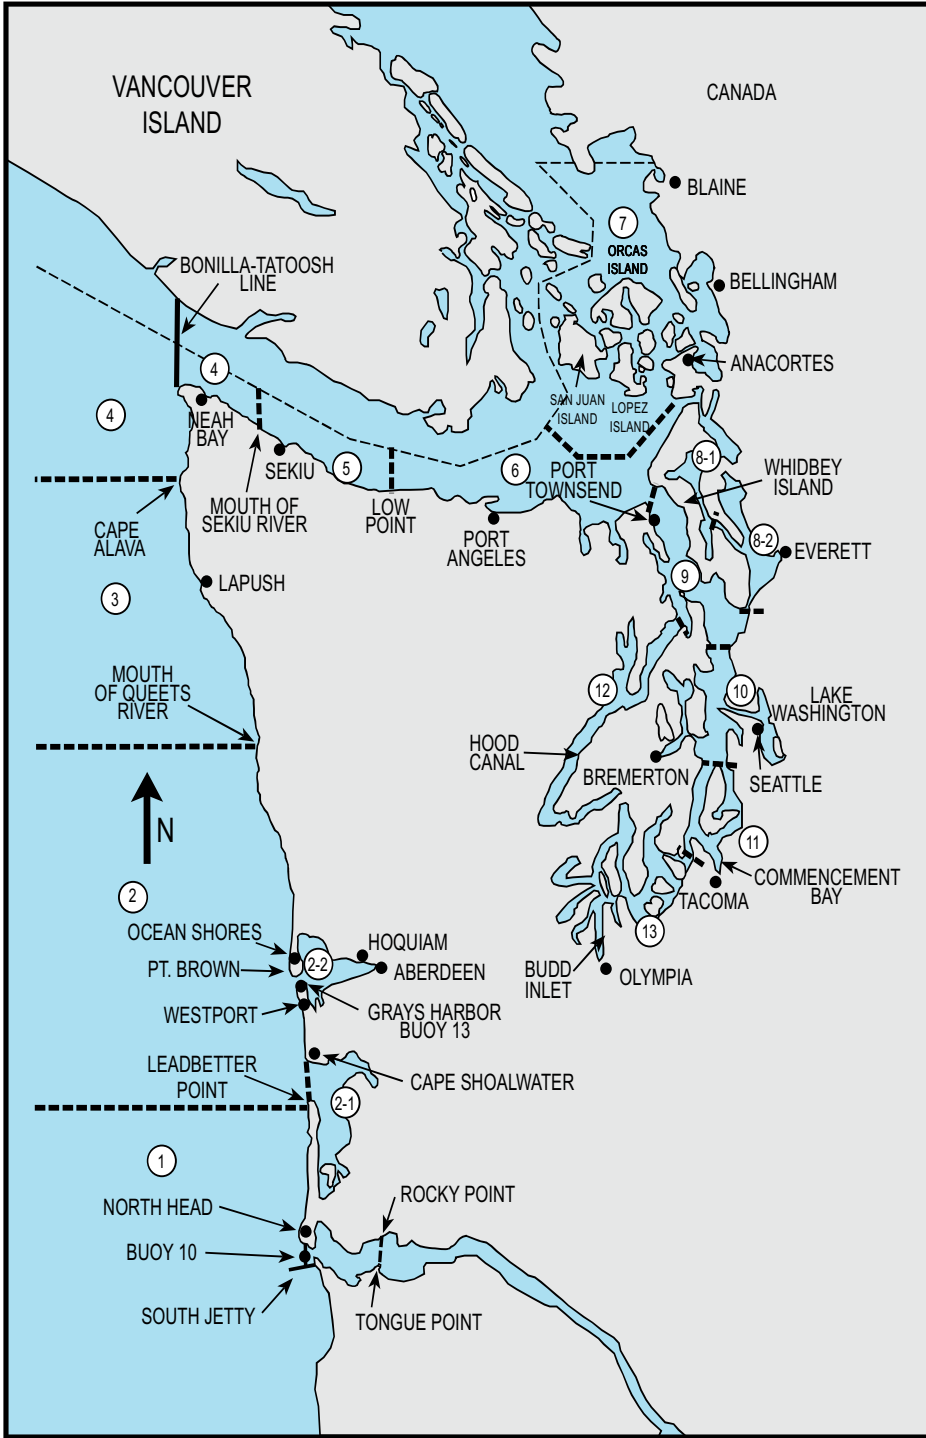 VANCOUVER
ISLAND
CANADA
BLAINE
7
ORCAS
ISLAND
BONILLA-TATOOSH
LINE
BELLINGHAM
4
ANACORTES
4
NEAH
BAY
SAN JUAN
ISLAND
LOPEZ
ISLAND
SEKIU
5
6
PORT
TOWNSEND
8-1
WHIDBEY
ISLAND
MOUTH OF
SEKIU RIVER
LOW
POINT
PORT
ANGELES
CAPE
ALAVA
8-2
EVERETT
LAPUSH
3
9
MOUTH
OF QUEETS
RIVER
12
10
LAKE
WASHINGTON
HOOD
CANAL
BREMERTON
SEATTLE
N
11
COMMENCEMENT
BAY
TACOMA
2
13
OCEAN SHORES
HOQUIAM
2-2
PT. BROWN
ABERDEEN
BUDD
INLET
OLYMPIA
WESTPORT
GRAYS HARBOR
BUOY 13
LEADBETTER
POINT
CAPE SHOALWATER
2-1
1
ROCKY POINT
NORTH HEAD
BUOY 10
SOUTH JETTY
TONGUE POINT